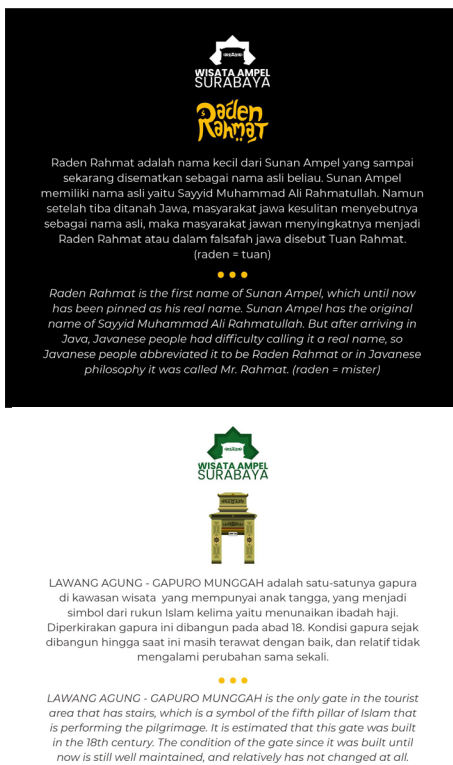 WISATA AMPEL
SURABAYA
Raden
Rahmat
Raden Rahmat adalah nama kecil dari Sunan Ampel yang sampai
sekarang disematkan sebagai nama asli beliau. Sunan Ampel
memiliki nama asli yaitu Sayyid Muhammad Ali Rahmatullah. Namun
setelah tiba ditanah Jawa, masyarakat jawa kesulitan menyebutnya
sebagai nama asli, maka masyarakat jawan menyingkatnya menjadi
Raden Rahmat atau dalam falsafah jawa disebut Tuan Rahmat.
(raden = tuan)
Raden Rahmat is the first name of Sunan Ampel, which until now
has been pinned as his real name. Sunan Ampel has the original
name of Sayyid Muhammad Ali Rahmatullah. But after arriving in
Java, Javanese people had difficulty calling it a real name, so
Javanese people abbreviated it to be Raden Rahmat or in Javanese
philosophy it was called Mr. Rahmat. (raden = mister)
WISATA AMPEL
SURABAYA
LAWANG AGUNG - GAPURO MUNGGAH adalah satu-satunya gapura
di kawasan wisata yang mempunyai anak tangga, yang menjadi
simbol dari rukun Islam kelima yaitu menunaikan ibadah haji.
Diperkirakan gapura ini dibangun pada abad 18. Kondisi gapura sejak
dibangun hingga saat ini masih terawat dengan baik, dan relatif tidak
mengalami perubahan sama sekali.
LAWANG AGUNG - GAPURO MUNGGAH is the only gate in the tourist
area that has stairs, which is a symbol of the fifth pillar of Islam that
is performing the pilgrimage. It is estimated that this gate was built
in the 18th century. The condition of the gate since it was built until
now is still well maintained, and relatively has not changed at all.